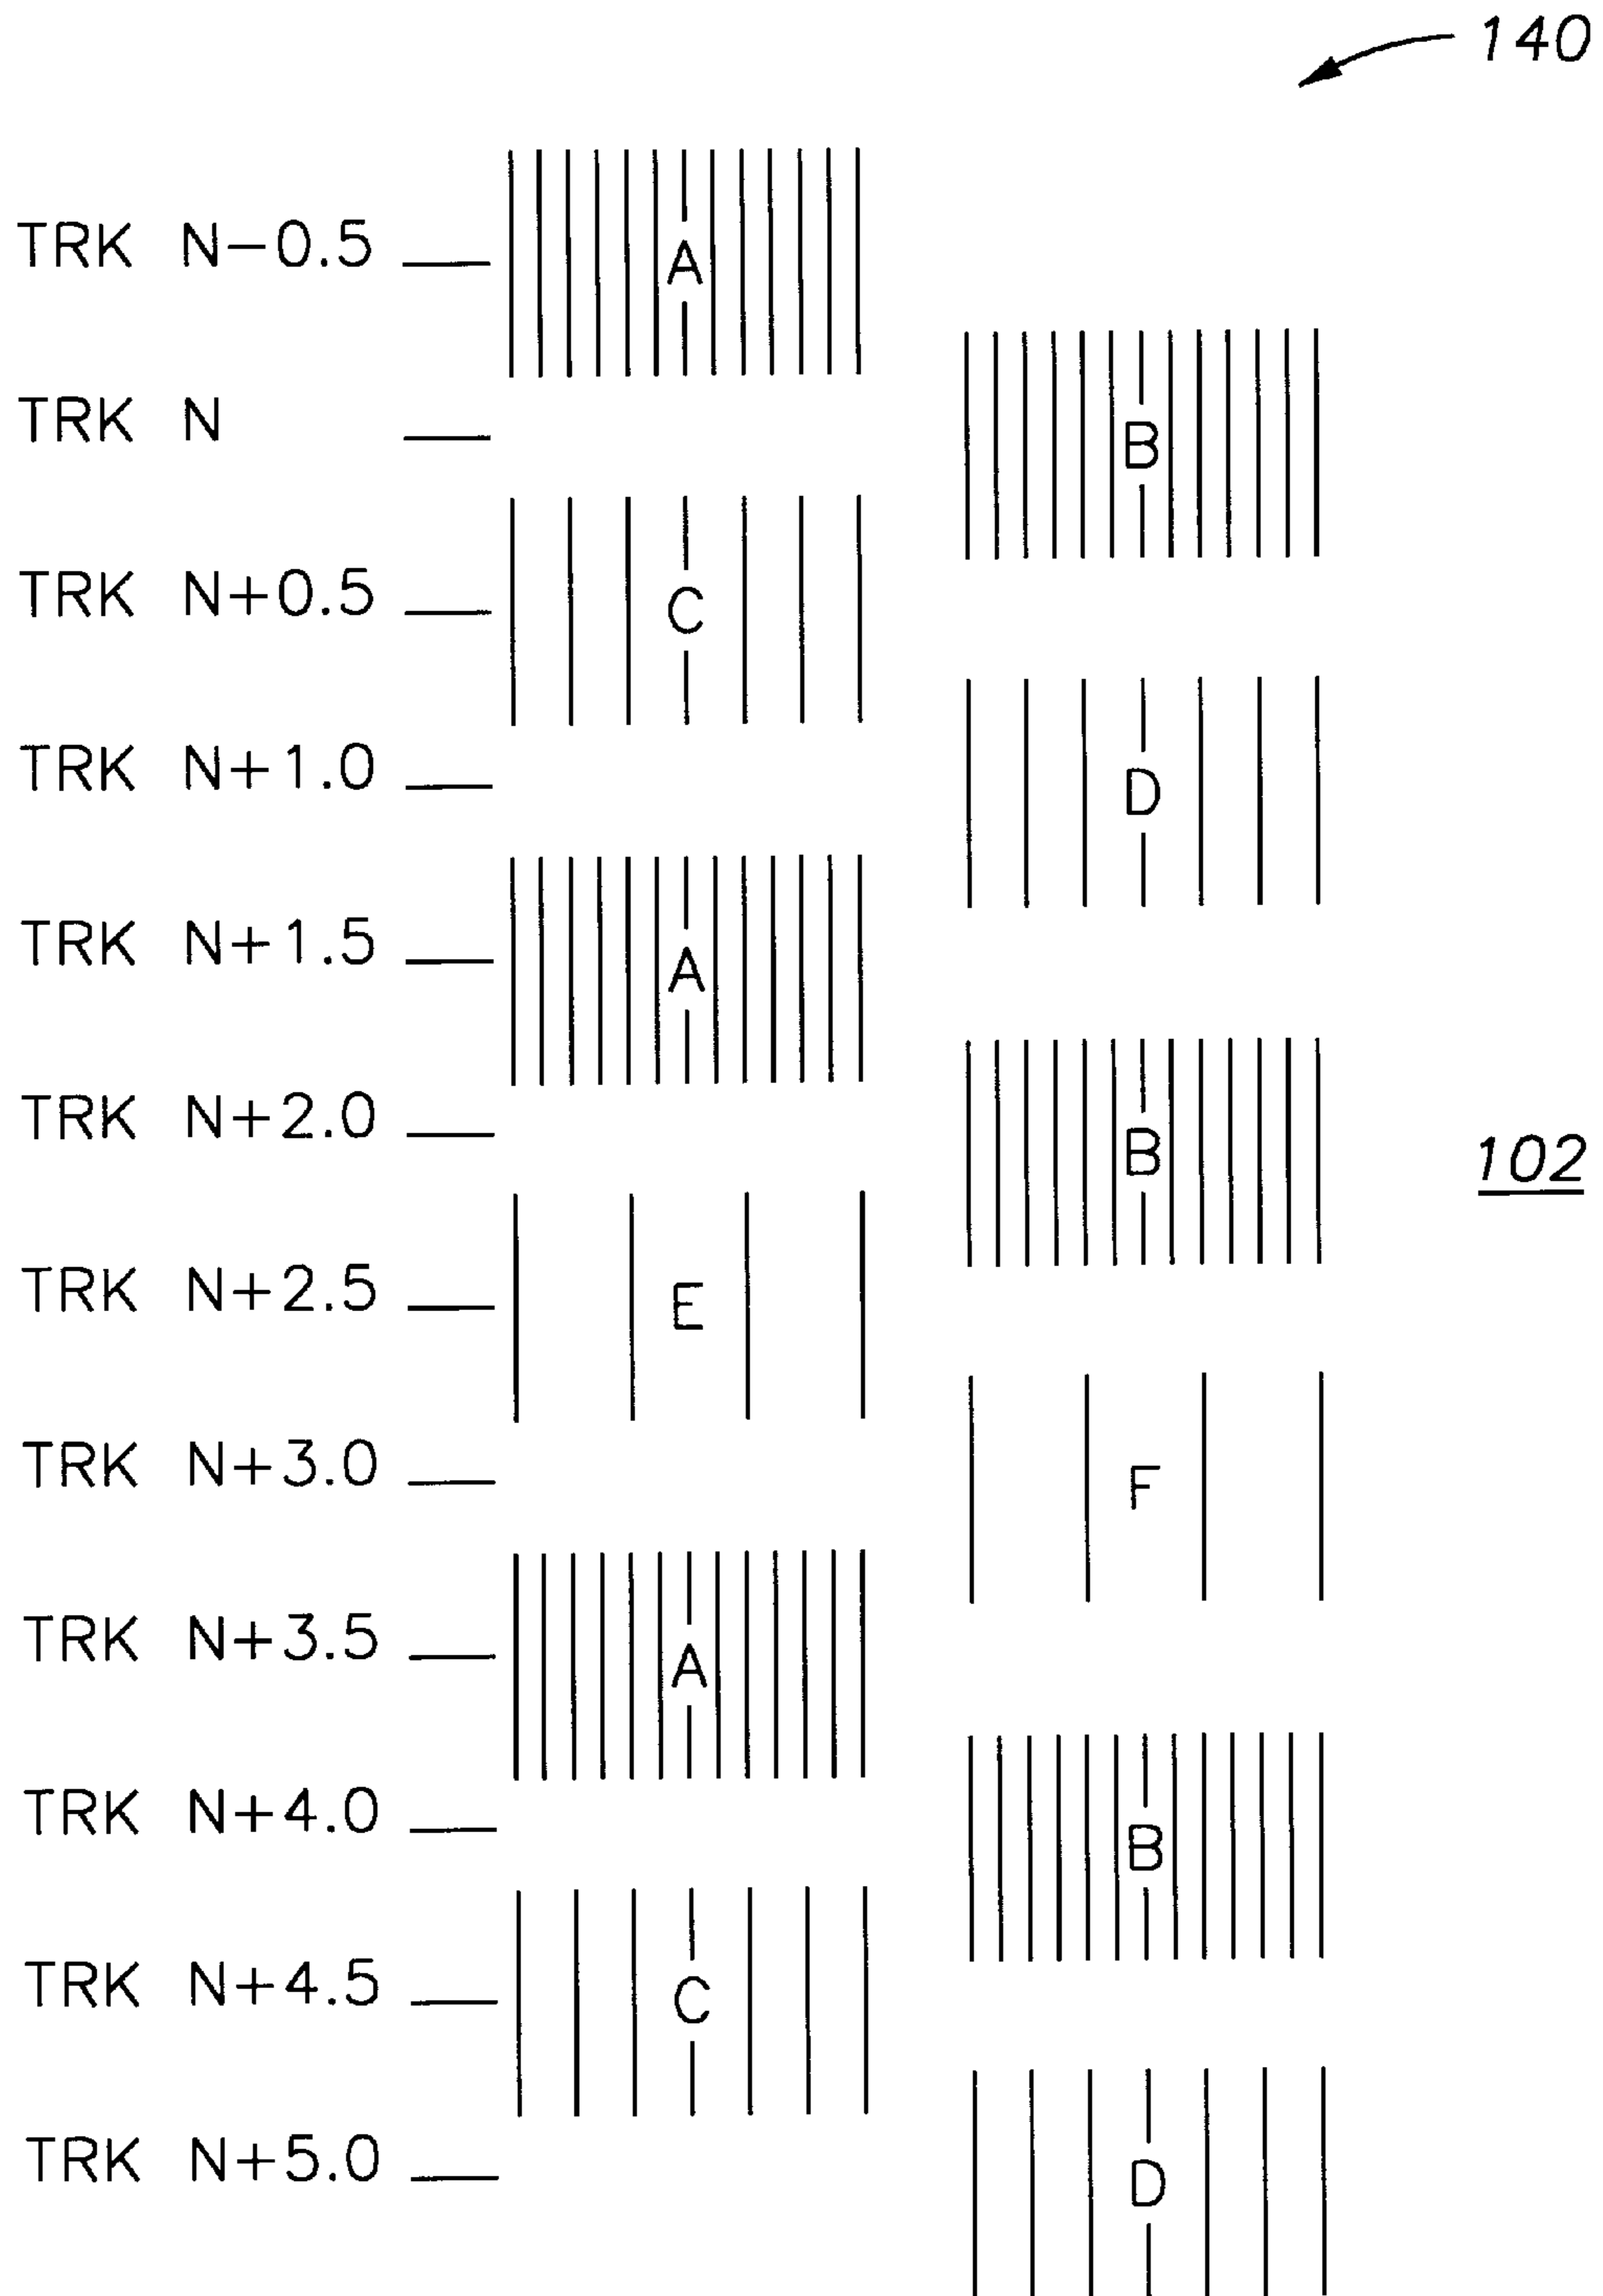 140
TRK N-0.5
A
TRK N
B
TRK N+0.5
C
TRK N+1.0
D
TRK N+1.5
A
TRK N+2.0
B
102
TRK N+2.5
E
TRK N+3.0
F
TRK N+3.5
A
TRK N+4.0
B
TRK N+4.5
C
TRK N+5.0
D